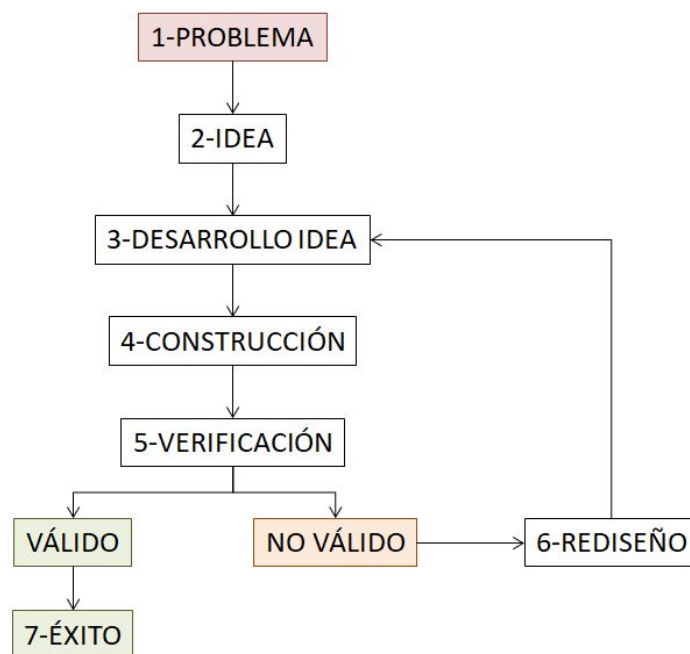 1-PROBLEMA
2-IDEA
3-DESARROLLO IDEA
4-CONSTRUCCIÓN
5-VERIFICACIÓN
VÁLIDO
NO VÁLIDO
6-REDISEÑO
7-ÉXITO